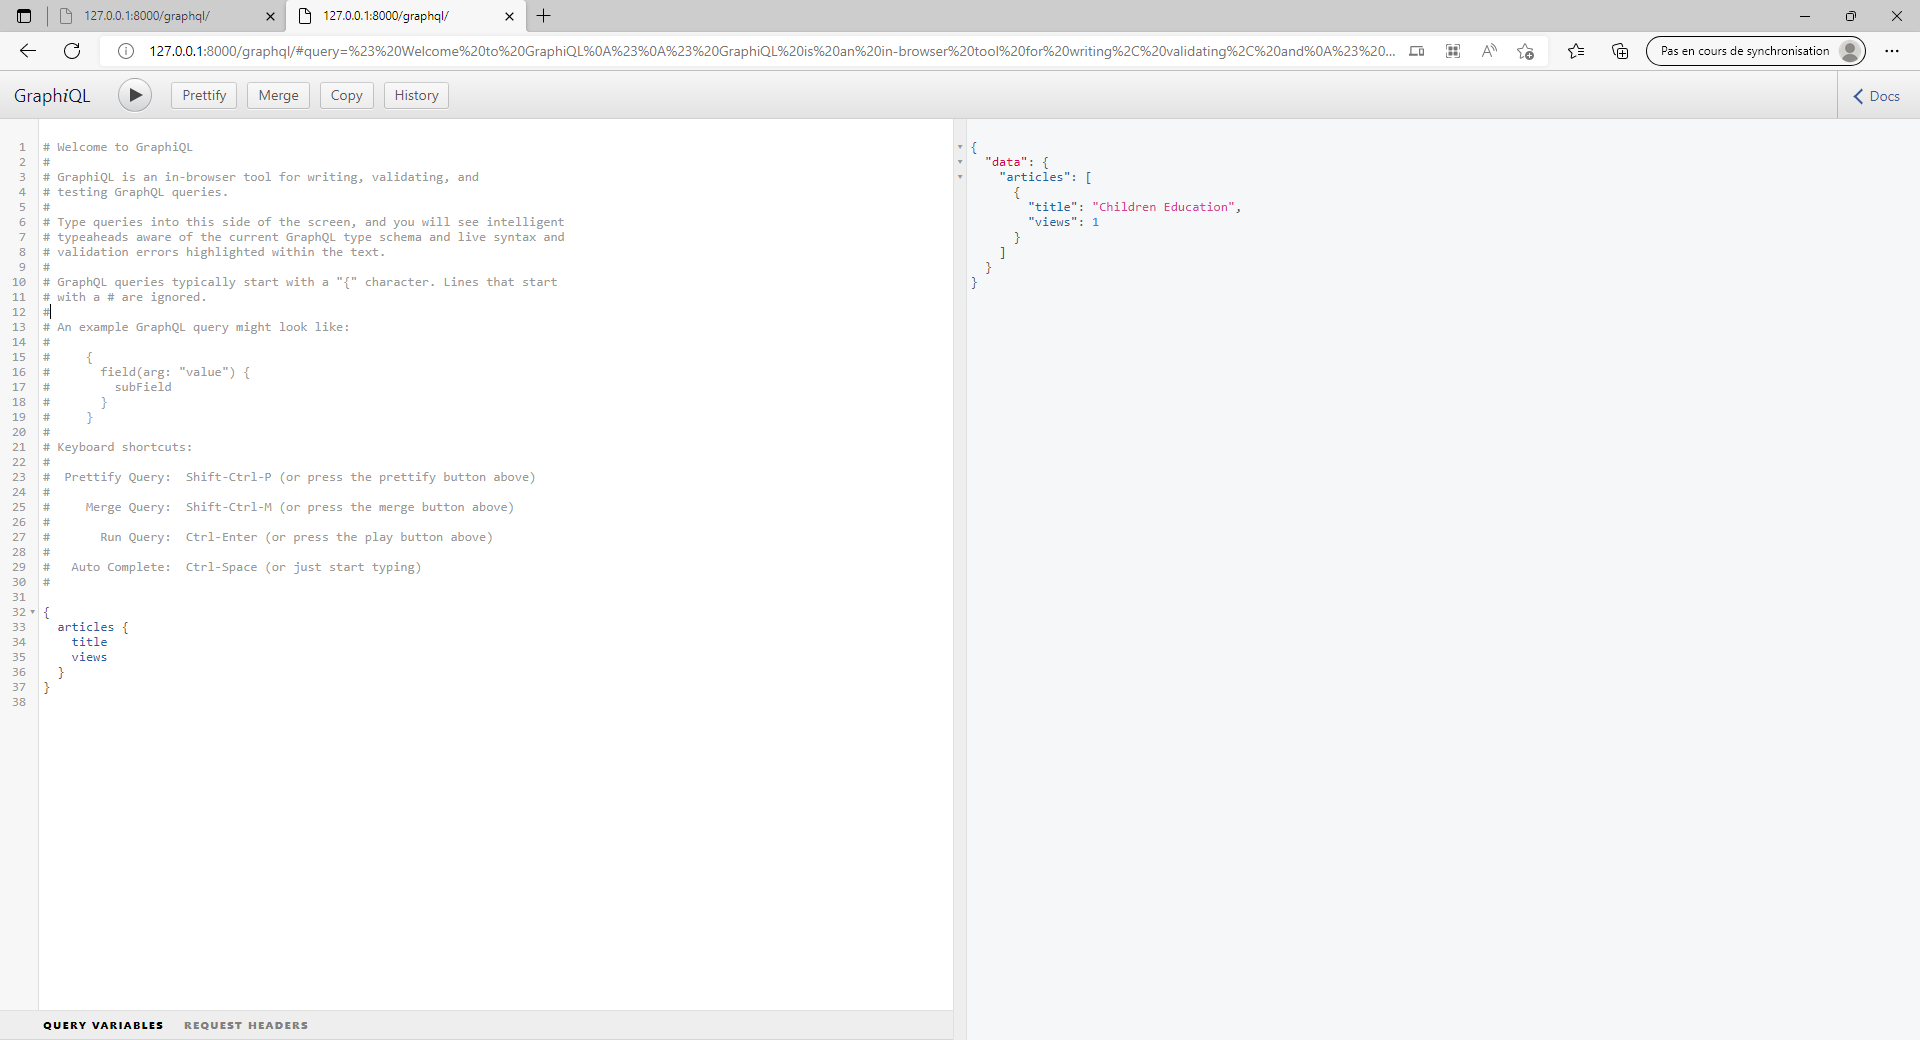 127.0.0.1:8000/graphql/
127.0.0.1:8000/graphql/
127.0.0.1:8000/graphql/#query=%23%20Welcome%20to%20GraphiQL%0A%23%0A%23%20GraphiQL%20is%20an%20in-browser%20tool%20for%20writing%2C%20validating%2C%20and%0A%23%20...
Pas en cours de synchronisation
GraphiQL
Prettify
Merge
Copy
History
Docs
1 # Welcome to GraphiQL
2 #
3 # GraphiQL is an in-browser tool for writing, validating, and
4 # testing GraphQL queries.
5 #
6 # Type queries into this side of the screen, and you will see intelligent
7 # typeaheads aware of the current GraphQL type schema and live syntax and
8 # validation errors highlighted within the text.
9 #
10 # GraphQL queries typically start with a "{" character. Lines that start
11 # with a # are ignored.
12 #
13 # An example GraphQL query might look like:
14 #
15 #     {
16 #       field(arg: "value") {
17 #         subField
18 #       }
19 #     }
20 #
21 # Keyboard shortcuts:
22 #
23 #  Prettify Query:  Shift-Ctrl-P (or press the prettify button above)
24 #
25 #     Merge Query:  Shift-Ctrl-M (or press the merge button above)
26 #
27 #       Run Query:  Ctrl-Enter (or press the play button above)
28 #
29 #   Auto Complete:  Ctrl-Space (or just start typing)
30 #
31
32 {
33   articles {
34     title
35     views
36   }
37 }
38
{
  "data": {
    "articles": [
      {
        "title": "Children Education",
        "views": 1
      }
    ]
  }
}
QUERY VARIABLES
REQUEST HEADERS